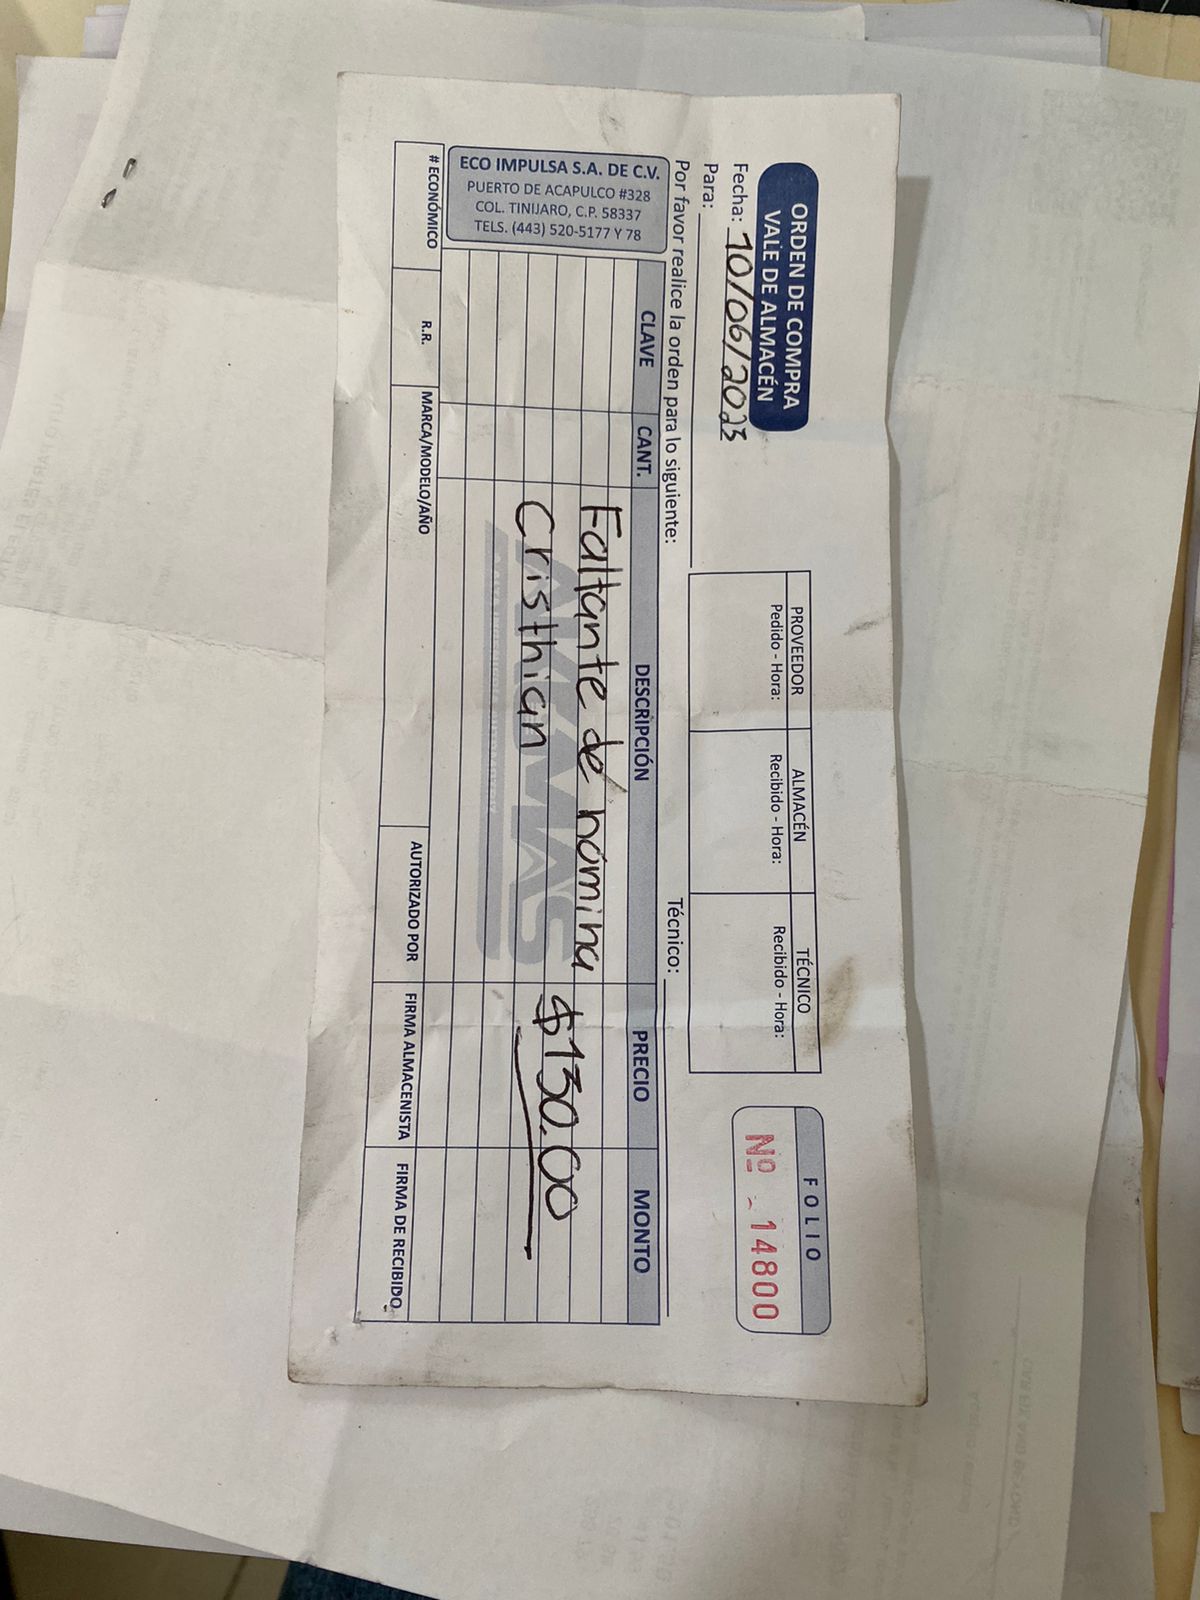 ORDEN DE COMPRA
VALE DE ALMACÉN
Fecha: 10/06/2023
Para:
Por favor realice la orden para lo siguiente:
PROVEEDOR ALMACÉN TÉCNICO
Pedido - Hora: Recibido - Hora: Recibido - Hora:
Técnico:
FOLIO
Nº 14800
ECO IMPULSA S.A. DE C.V.
PUERTO DE ACAPULCO #328
COL. TINIJARO, C.P. 58337
TELS. (443) 520-5177 Y 78
CLAVE CANT. DESCRIPCIÓN PRECIO MONTO
Faltante de nómina $130.00
Cristhian
# ECONÓMICO R.R. MARCA/MODELO/AÑO AUTORIZADO POR FIRMA ALMACENISTA FIRMA DE RECIBIDO